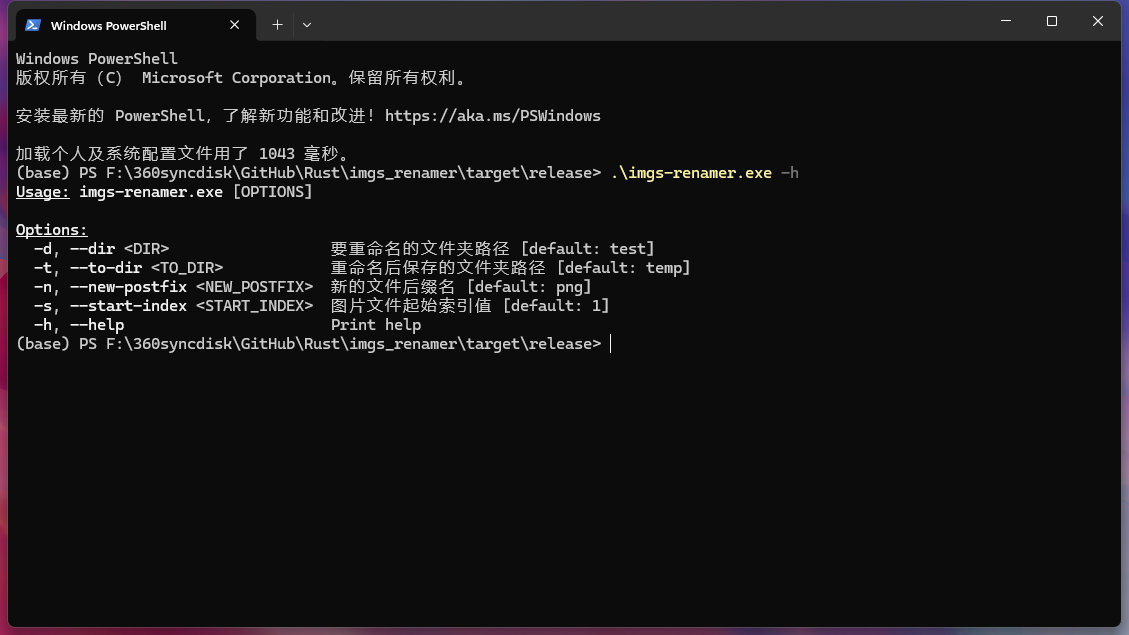 Windows PowerShell
Windows PowerShell
版权所有（C） Microsoft Corporation。保留所有权利。
安装最新的 PowerShell，了解新功能和改进！https://aka.ms/PSWindows
加载个人及系统配置文件用了 1043 毫秒。
(base) PS F:\360syncdisk\GitHub\Rust\imgs_renamer\target\release> .\imgs-renamer.exe -h
Usage: imgs-renamer.exe [OPTIONS]
Options:
-d, --dir <DIR> 要重命名的文件夹路径 [default: test]
-t, --to-dir <TO_DIR> 重命名后保存的文件夹路径 [default: temp]
-n, --new-postfix <NEW_POSTFIX> 新的文件后缀名 [default: png]
-s, --start-index <START_INDEX> 图片文件起始索引值 [default: 1]
-h, --help Print help
(base) PS F:\360syncdisk\GitHub\Rust\imgs_renamer\target\release>